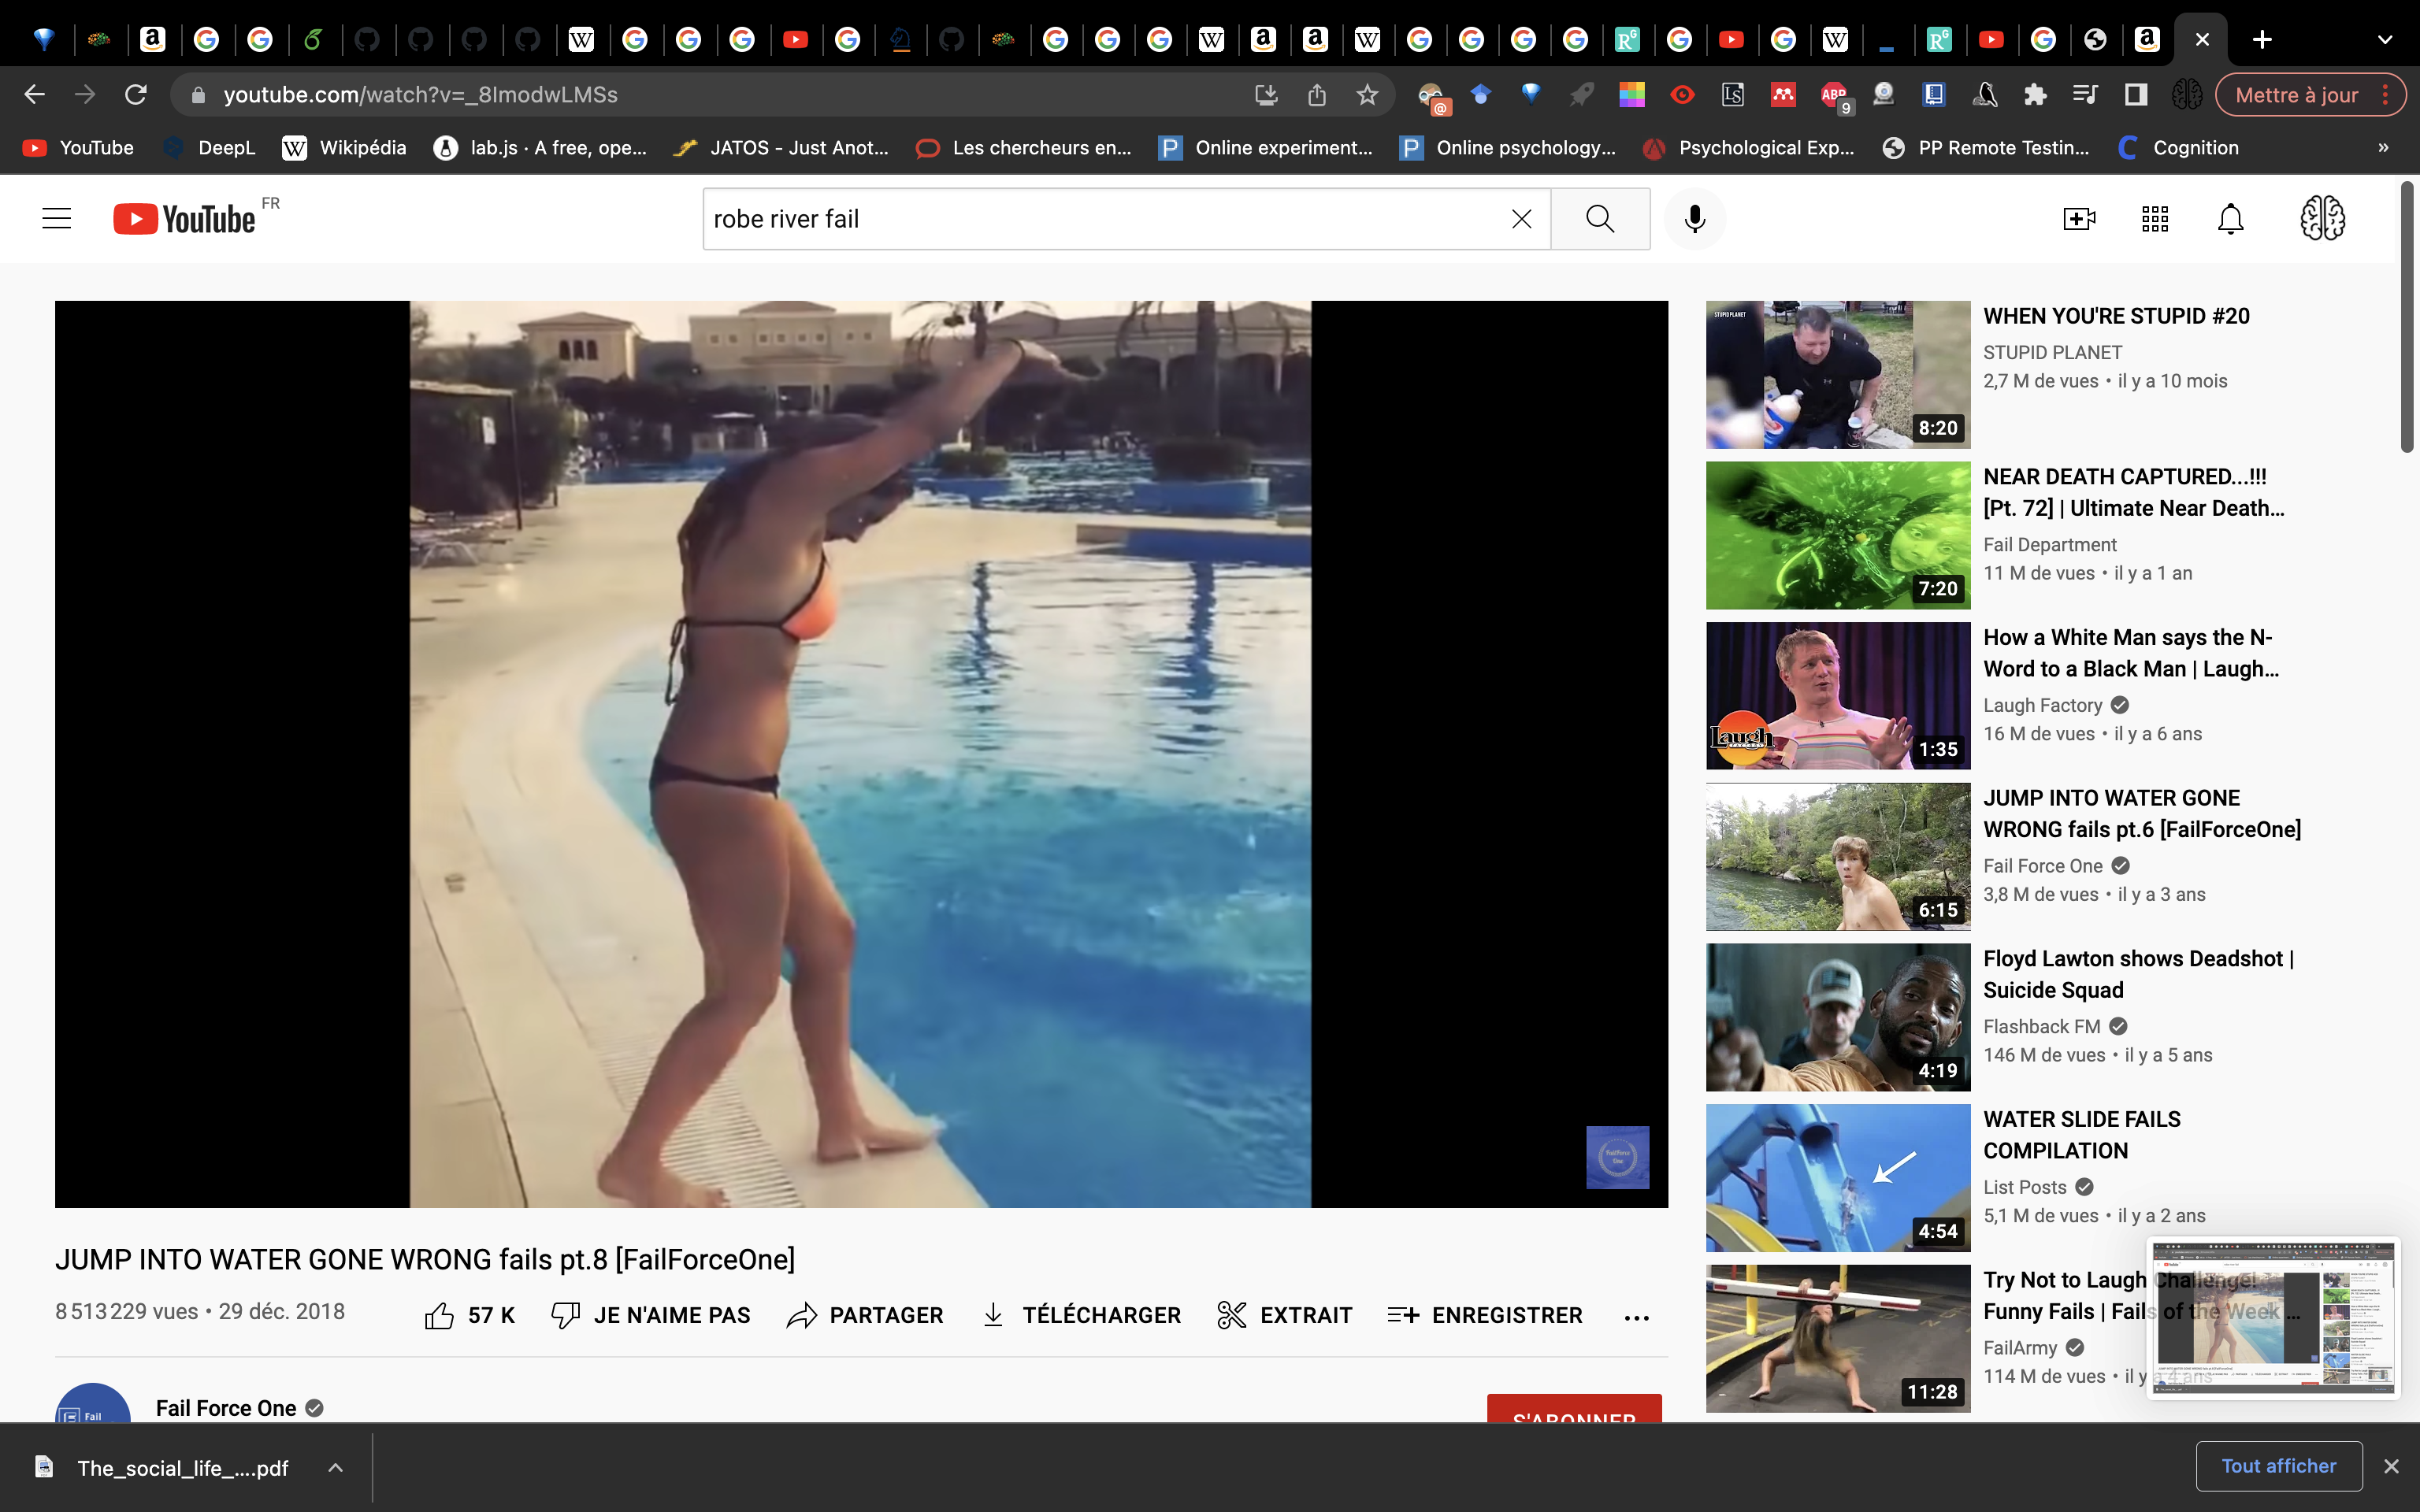 youtube.com/watch?v=_8ImodwLMSs
@
ABP
9
Mettre à jour
YouTube
DeepL
Wikipédia
lab.js · A free, ope...
JATOS - Just Anot...
Les chercheurs en...
Online experiment...
Online psychology...
Psychological Exp...
PP Remote Testin...
Cognition
»
YouTube FR
robe river fail
STUPID PLANET
8:20
WHEN YOU'RE STUPID #20
STUPID PLANET
2,7 M de vues • il y a 10 mois
7:20
NEAR DEATH CAPTURED...!!!
[Pt. 72] | Ultimate Near Death...
Fail Department
11 M de vues • il y a 1 an
Laugh
FACTORY
1:35
How a White Man says the N-
Word to a Black Man | Laugh...
Laugh Factory
16 M de vues • il y a 6 ans
6:15
JUMP INTO WATER GONE
WRONG fails pt.6 [FailForceOne]
Fail Force One
3,8 M de vues • il y a 3 ans
4:19
Floyd Lawton shows Deadshot |
Suicide Squad
Flashback FM
146 M de vues • il y a 5 ans
4:54
WATER SLIDE FAILS
COMPILATION
List Posts
5,1 M de vues • il y a 2 ans
11:28
Try Not to Laugh Challenge!
Funny Fails | Fails of the Week ...
FailArmy
114 M de vues • il y a 4 ans
FailForce
One
JUMP INTO WATER GONE WRONG fails pt.8 [FailForceOne]
8 513 229 vues • 29 déc. 2018
57 K
JE N'AIME PAS
PARTAGER
TÉLÉCHARGER
EXTRAIT
ENREGISTRER
Fail
Fail Force One
S'ABONNER
The_social_life_....pdf
Tout afficher